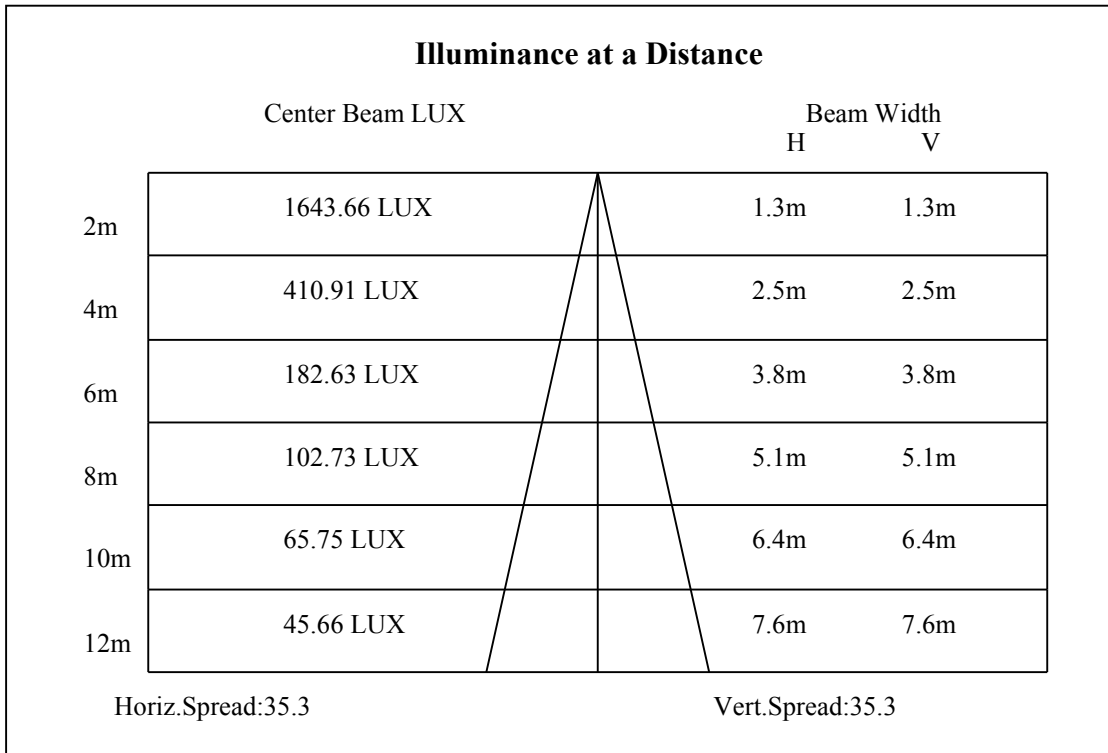 Illuminance at a Distance
Center Beam LUX Beam Width
H V
2m 1643.66 LUX 1.3m 1.3m
4m 410.91 LUX 2.5m 2.5m
6m 182.63 LUX 3.8m 3.8m
8m 102.73 LUX 5.1m 5.1m
10m 65.75 LUX 6.4m 6.4m
12m 45.66 LUX 7.6m 7.6m
Horiz.Spread:35.3 Vert.Spread:35.3